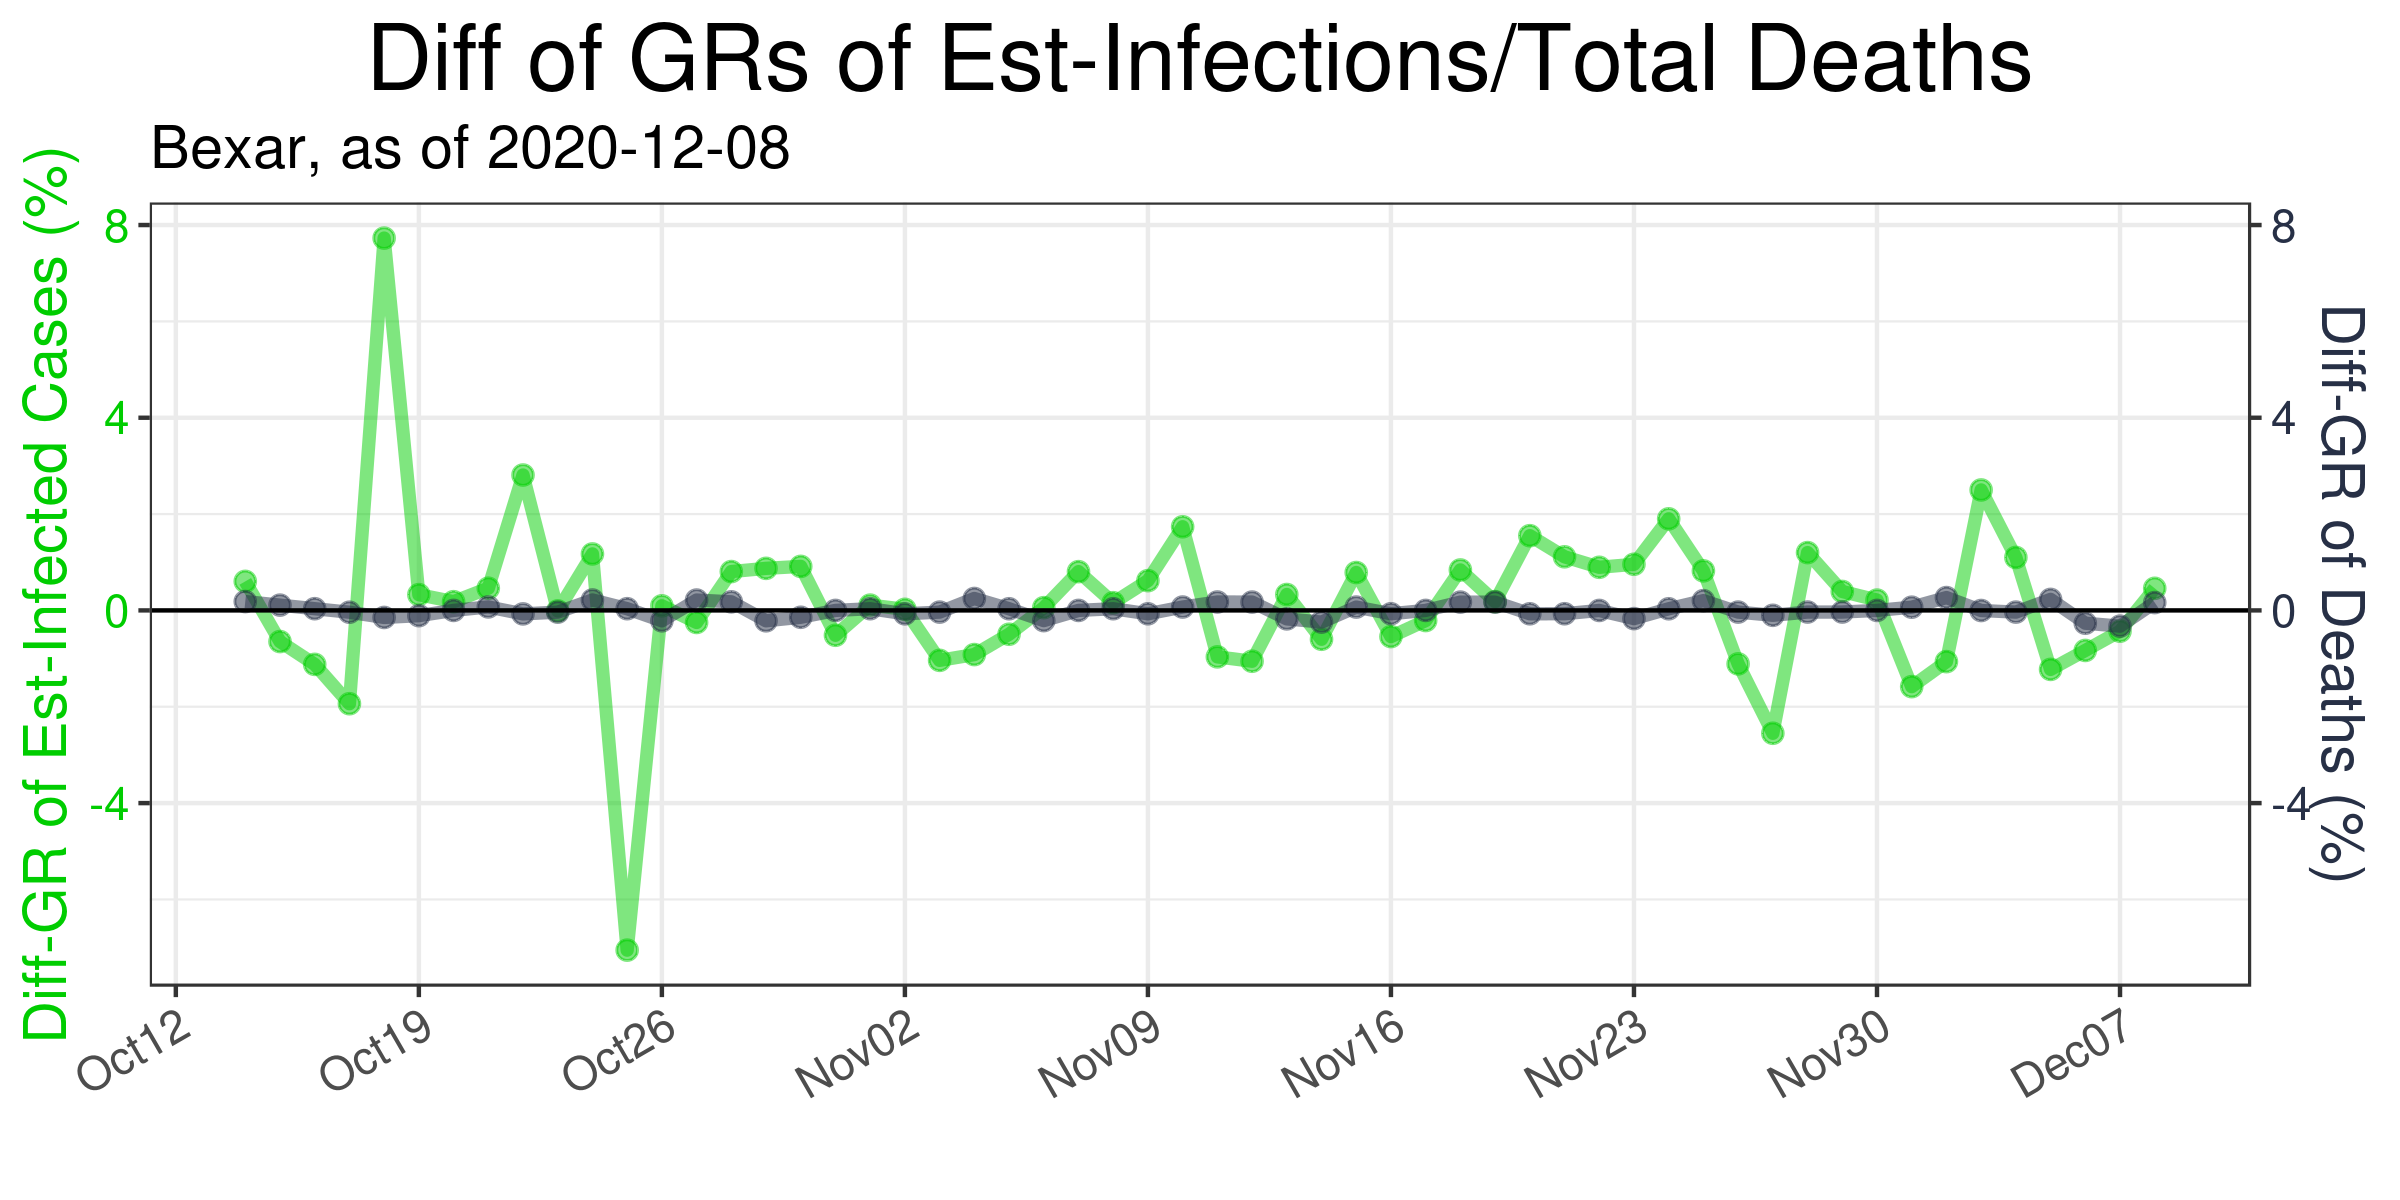 Diff of GRs of Est-Infections/Total Deaths
Bexar, as of 2020-12-08
Diff-GR of Est-Infected Cases (%)
8
4
0
-4
8
4
0
-4
Diff-GR of Deaths (%)
Oct12
Oct19
Oct26
Nov02
Nov09
Nov16
Nov23
Nov30
Dec07